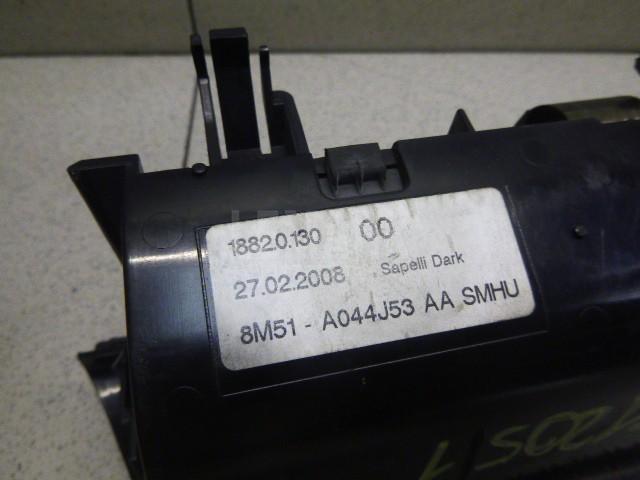 1882.0.130 00
27.02.2008 Sapelli Dark
8M51 - A044J53 AA SMHU